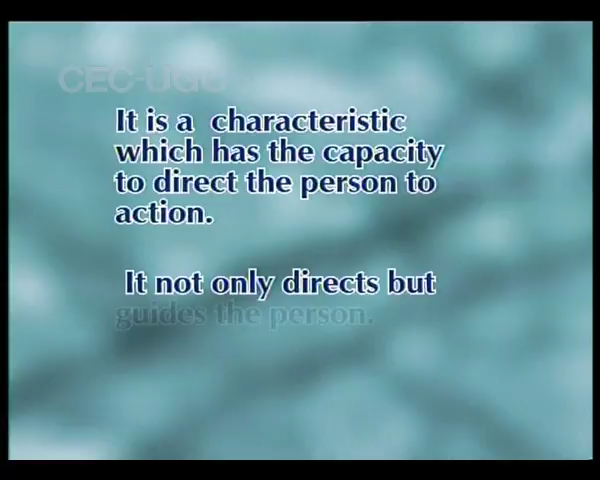 CEC-UGC
It is a characteristic
which has the capacity
to direct the person to
action.
It not only directs but
guides the person.